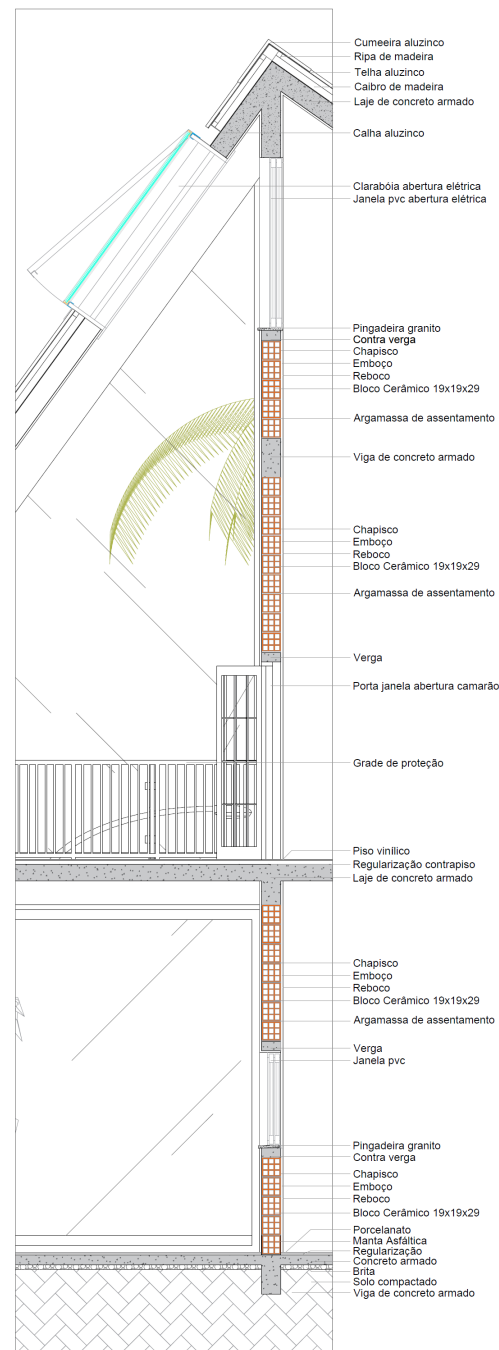 Cumeeira aluzinco
Ripa de madeira
Telha aluzinco
Caibro de madeira
Laje de concreto armado
Calha aluzinco
Clarabóia abertura elétrica
Janela pvc abertura elétrica
Pingadeira granito
Contra verga
Chapisco
Emboço
Reboco
Bloco Cerâmico 19x19x29
Argamassa de assentamento
Viga de concreto armado
Chapisco
Emboço
Reboco
Bloco Cerâmico 19x19x29
Argamassa de assentamento
Verga
Porta janela abertura camarão
Grade de proteção
Piso vinílico
Regularização contrapiso
Laje de concreto armado
Chapisco
Emboço
Reboco
Bloco Cerâmico 19x19x29
Argamassa de assentamento
Verga
Janela pvc
Pingadeira granito
Contra verga
Chapisco
Emboço
Reboco
Bloco Cerâmico 19x19x29
Porcelanato
Manta Asfáltica
Regularização
Concreto armado
Brita
Solo compactado
Viga de concreto armado